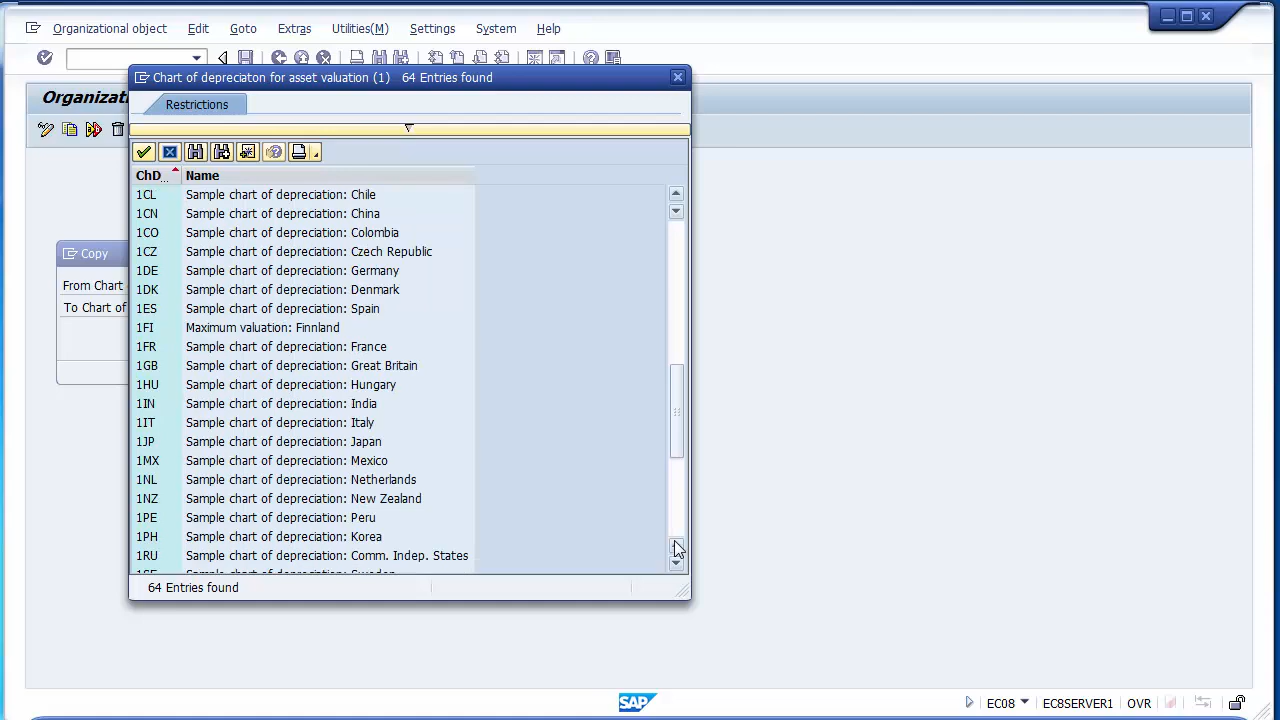 Organizational object Edit Goto Extras Utilities(M) Settings System Help
Chart of depreciaton for asset valuation (1) 64 Entries found
Restrictions
ChD... Name
1CL Sample chart of depreciation: Chile
1CN Sample chart of depreciation: China
1CO Sample chart of depreciation: Colombia
1CZ Sample chart of depreciation: Czech Republic
1DE Sample chart of depreciation: Germany
1DK Sample chart of depreciation: Denmark
1ES Sample chart of depreciation: Spain
1FI Maximum valuation: Finnland
1FR Sample chart of depreciation: France
1GB Sample chart of depreciation: Great Britain
1HU Sample chart of depreciation: Hungary
1IN Sample chart of depreciation: India
1IT Sample chart of depreciation: Italy
1JP Sample chart of depreciation: Japan
1MX Sample chart of depreciation: Mexico
1NL Sample chart of depreciation: Netherlands
1NZ Sample chart of depreciation: New Zealand
1PE Sample chart of depreciation: Peru
1PH Sample chart of depreciation: Korea
1RU Sample chart of depreciation: Comm. Indep. States
1SE Sample chart of depreciation: Sweden
64 Entries found
Organizati
Copy
From Chart
To Chart of
SAP EC08 EC8SERVER1 OVR